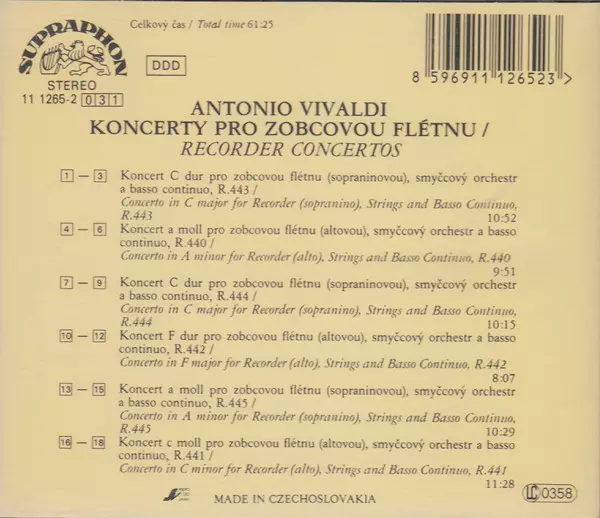 SUPRAPHON
STEREO
11 1265-2 031
DDD
Celkový čas / Total time 61:25
8 596911 126523 >
ANTONIO VIVALDI
KONCERTY PRO ZOBCOVOU FLÉTNU /
RECORDER CONCERTOS
1 — 3 Koncert C dur pro zobcovou flétnu (sopraninovou), smyčcový orchestr
a basso continuo, R.443 /
Concerto in C major for Recorder (sopranino), Strings and Basso Continuo,
R.443 10:52
4 — 6 Koncert a moll pro zobcovou flétnu (altovou), smyčcový orchestr a basso
continuo, R.440 /
Concerto in A minor for Recorder (alto), Strings and Basso Continuo, R.440
9:51
7 — 9 Koncert C dur pro zobcovou flétnu (sopraninovou), smyčcový orchestr
a basso continuo, R.444 /
Concerto in C major for Recorder (sopranino), Strings and Basso Continuo,
R.444 10:15
10 — 12 Koncert F dur pro zobcovou flétnu (altovou), smyčcový orchestr a basso
continuo, R.442 /
Concerto in F major for Recorder (alto), Strings and Basso Continuo, R.442
8:07
13 — 15 Koncert a moll pro zobcovou flétnu (sopraninovou), smyčcový orchestr
a basso continuo, R.445 /
Concerto in A minor for Recorder (sopranino), Strings and Basso Continuo,
R.445 10:29
16 — 18 Koncert c moll pro zobcovou flétnu (altovou), smyčcový orchestr a basso
continuo, R.441 /
Concerto in C minor for Recorder (alto), Strings and Basso Continuo, R.441
11:28
MADE IN CZECHOSLOVAKIA
LC 0358